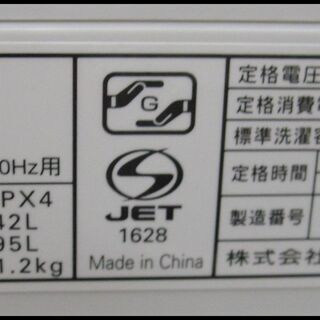 0Hz用
PX4
42L
95L
1.2kg
G
S
JET
1628
Made in China
定格電圧
定格消費電
標準洗濯容
定格時間
製造番号
株式会社